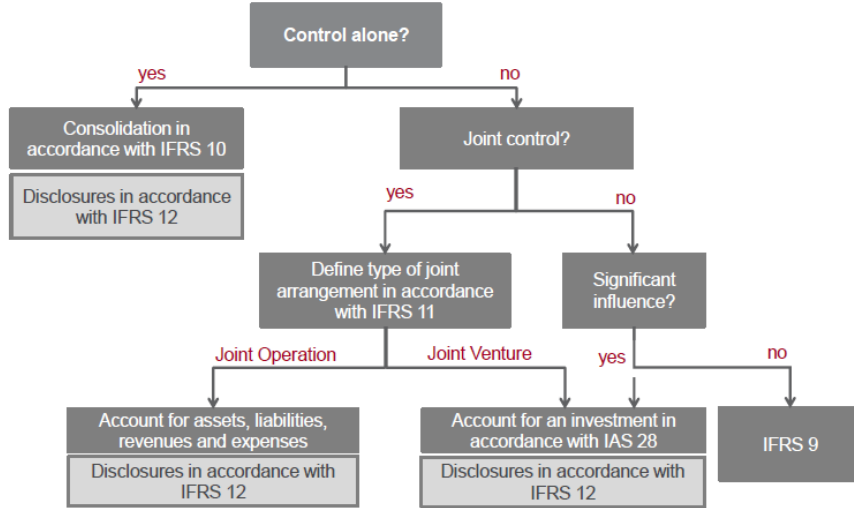 Control alone?
yes
no
Consolidation in
accordance with IFRS 10
Joint control?
Disclosures in accordance
with IFRS 12
yes
no
Define type of joint
arrangement in accordance
with IFRS 11
Significant
influence?
Joint Operation
Joint Venture
yes
no
Account for assets, liabilities,
revenues and expenses
Account for an investment in
accordance with IAS 28
IFRS 9
Disclosures in accordance with
IFRS 12
Disclosures in accordance with
IFRS 12